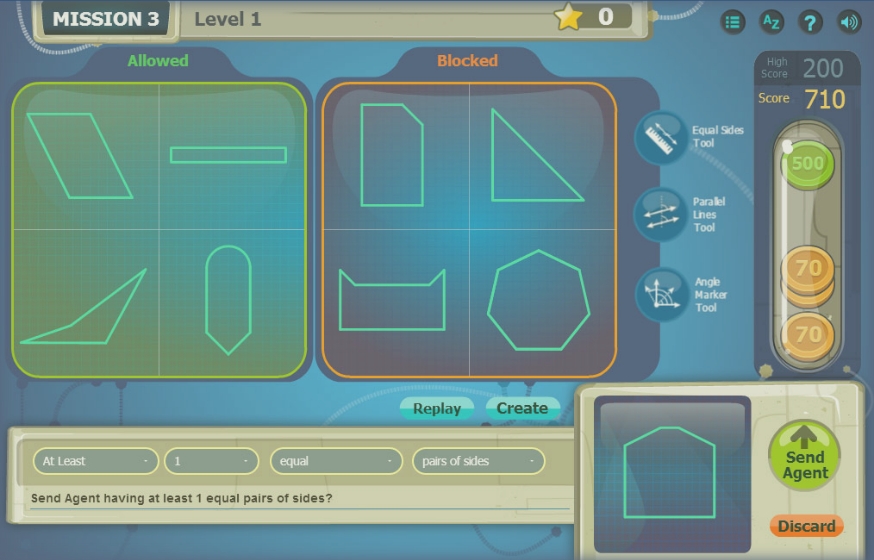 MISSION 3
Level 1
0
Allowed
Blocked
High Score 200
Score 710
Equal Sides Tool
Parallel Lines Tool
Angle Marker Tool
500
70
70
Replay
Create
At Least
1
equal
pairs of sides
Send Agent having at least 1 equal pairs of sides?
Send Agent
Discard
AZ
?